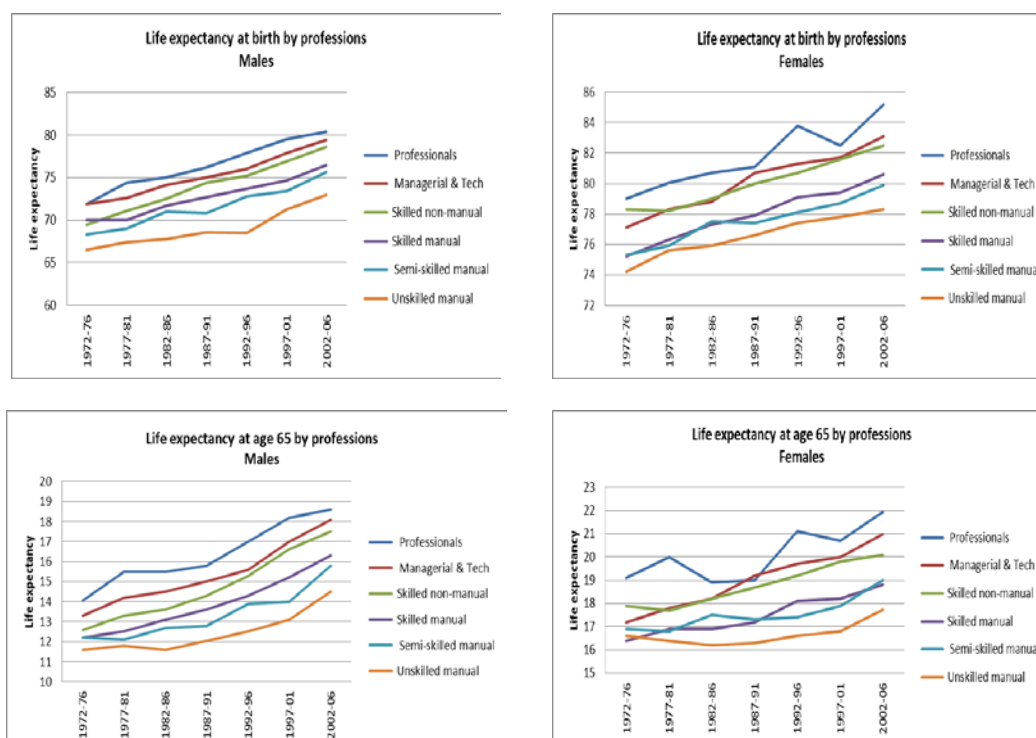 Life expectancy at birth by professions
Males
Life expectancy
85
80
75
70
65
60
1972-76
1977-81
1982-86
1987-91
1992-96
1997-01
2002-06
Professionals
Managerial & Tech
Skilled non-manual
Skilled manual
Semi-skilled manual
Unskilled manual
Life expectancy at birth by professions
Females
Life expectancy
86
84
82
80
78
76
74
72
1972-76
1977-81
1982-86
1987-91
1992-96
1997-01
2002-06
Professionals
Managerial & Tech
Skilled non-manual
Skilled manual
Semi-skilled manua
Unskilled manual
Life expectancy at age 65 by professions
Males
Life expectancy
20
19
18
17
16
15
14
13
12
11
10
1972-76
1977-81
1982-86
1987-91
1992-96
1997-01
2002-06
Professionals
Managerial & Tech
Skilled non-manual
Skilled manual
Semi-skilled manual
Unskilled manual
Life expectancy at age 65 by professions
Females
Life expectancy
23
22
21
20
19
18
17
16
15
1972-76
1977-81
1982-86
1987-91
1992-96
1997-01
2002-06
Professionals
Managerial & Tech
Skilled non-manual
Skilled manual
Semi-skilled manua
Unskilled manual